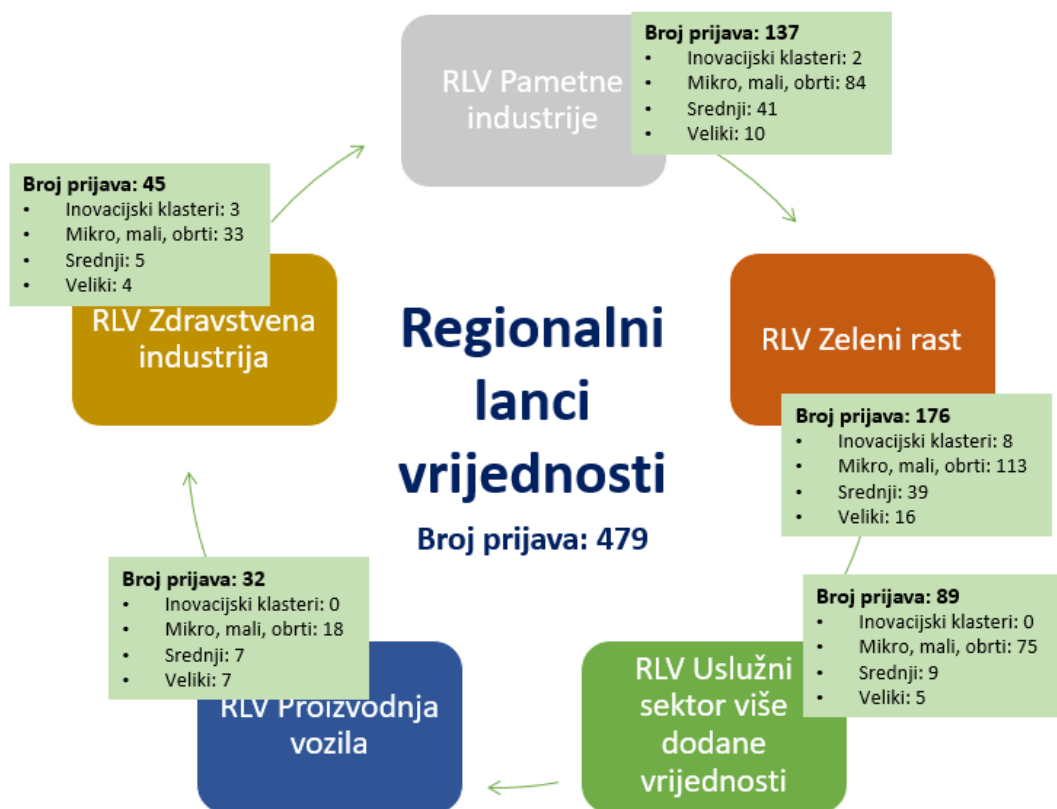 Regionalni
lanci
vrijednosti
Broj prijava: 479
RLV Pametne
industrije
Broj prijava: 137
• Inovacijski klasteri: 2
• Mikro, mali, obrti: 84
• Srednji: 41
• Veliki: 10
RLV Zeleni rast
Broj prijava: 176
• Inovacijski klasteri: 8
• Mikro, mali, obrti: 113
• Srednji: 39
• Veliki: 16
RLV Uslužni
sektor više
dodane
vrijednosti
Broj prijava: 89
• Inovacijski klasteri: 0
• Mikro, mali, obrti: 75
• Srednji: 9
• Veliki: 5
RLV Proizvodnja
vozila
Broj prijava: 32
• Inovacijski klasteri: 0
• Mikro, mali, obrti: 18
• Srednji: 7
• Veliki: 7
RLV Zdravstvena
industrija
Broj prijava: 45
• Inovacijski klasteri: 3
• Mikro, mali, obrti: 33
• Srednji: 5
• Veliki: 4